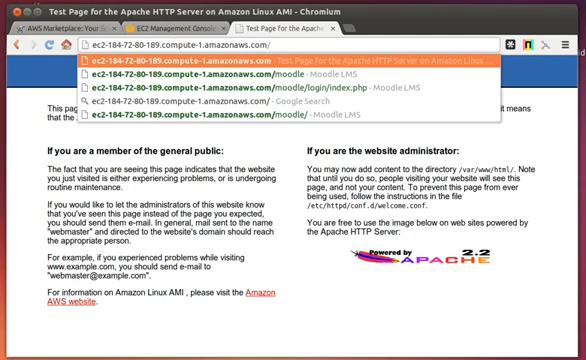 Test Page for the Apache HTTP Server on Amazon Linux AMI - Chromium
AWS Marketplace: Your S
EC2 Management Consol
Test Page for the Apach
ec2-184-72-80-189.compute-1.amazonaws.com/
ec2-184-72-80-189.compute-1.amazonaws.com - Test Page for the Apache HTTP Server on Amazon Linux ...
ec2-184-72-80-189.compute-1.amazonaws.com/moodle - Moodle LMS
ec2-184-72-80-189.compute-1.amazonaws.com/moodle/login/index.php - Moodle LMS
ec2-184-72-80-189.compute-1.amazonaws.com/ - Google Search
ec2-184-72-80-189.compute-1.amazonaws.com/moodle/ - Moodle LMS
This pag
it means
that the
If you are a member of the general public:
The fact that you are seeing this page indicates that the website
you just visited is either experiencing problems, or is undergoing
routine maintenance.
If you would like to let the administrators of this website know
that you've seen this page instead of the page you expected,
you should send them e-mail. In general, mail sent to the name
"webmaster" and directed to the website's domain should reach
the appropriate person.
For example, if you experienced problems while visiting
www.example.com, you should send e-mail to
"webmaster@example.com".
For information on Amazon Linux AMI , please visit the Amazon
AWS website.
If you are the website administrator:
You may now add content to the directory /var/www/html/. Note
that until you do so, people visiting your website will see this
page, and not your content. To prevent this page from ever
being used, follow the instructions in the file
/etc/httpd/conf.d/welcome.conf.
You are free to use the image below on web sites powered by
the Apache HTTP Server:
Powered by
APACHE 2.2